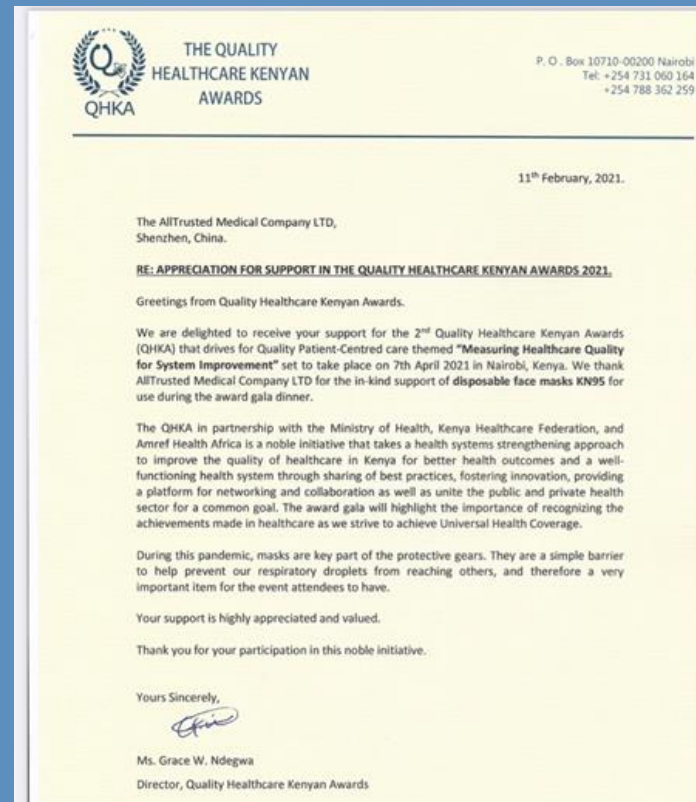 THE QUALITY
HEALTHCARE KENYAN
AWARDS
QHKA
P. O . Box 10710-00200 Nairobi
Tel: +254 731 060 164
+254 788 362 259
11th February, 2021.
The AllTrusted Medical Company LTD,
Shenzhen, China.
RE: APPRECIATION FOR SUPPORT IN THE QUALITY HEALTHCARE KENYAN AWARDS 2021.
Greetings from Quality Healthcare Kenyan Awards.
We are delighted to receive your support for the 2nd Quality Healthcare Kenyan Awards
(QHKA) that drives for Quality Patient-Centred care themed "Measuring Healthcare Quality
for System Improvement" set to take place on 7th April 2021 in Nairobi, Kenya. We thank
AllTrusted Medical Company LTD for the in-kind support of disposable face masks KN95 for
use during the award gala dinner.
The QHKA in partnership with the Ministry of Health, Kenya Healthcare Federation, and
Amref Health Africa is a noble initiative that takes a health systems strengthening approach
to improve the quality of healthcare in Kenya for better health outcomes and a well-
functioning health system through sharing of best practices, fostering innovation, providing
a platform for networking and collaboration as well as unite the public and private health
sector for a common goal. The award gala will highlight the importance of recognizing the
achievements made in healthcare as we strive to achieve Universal Health Coverage.
During this pandemic, masks are key part of the protective gears. They are a simple barrier
to help prevent our respiratory droplets from reaching others, and therefore a very
important item for the event attendees to have.
Your support is highly appreciated and valued.
Thank you for your participation in this noble initiative.
Yours Sincerely,
Ms. Grace W. Ndegwa
Director, Quality Healthcare Kenyan Awards